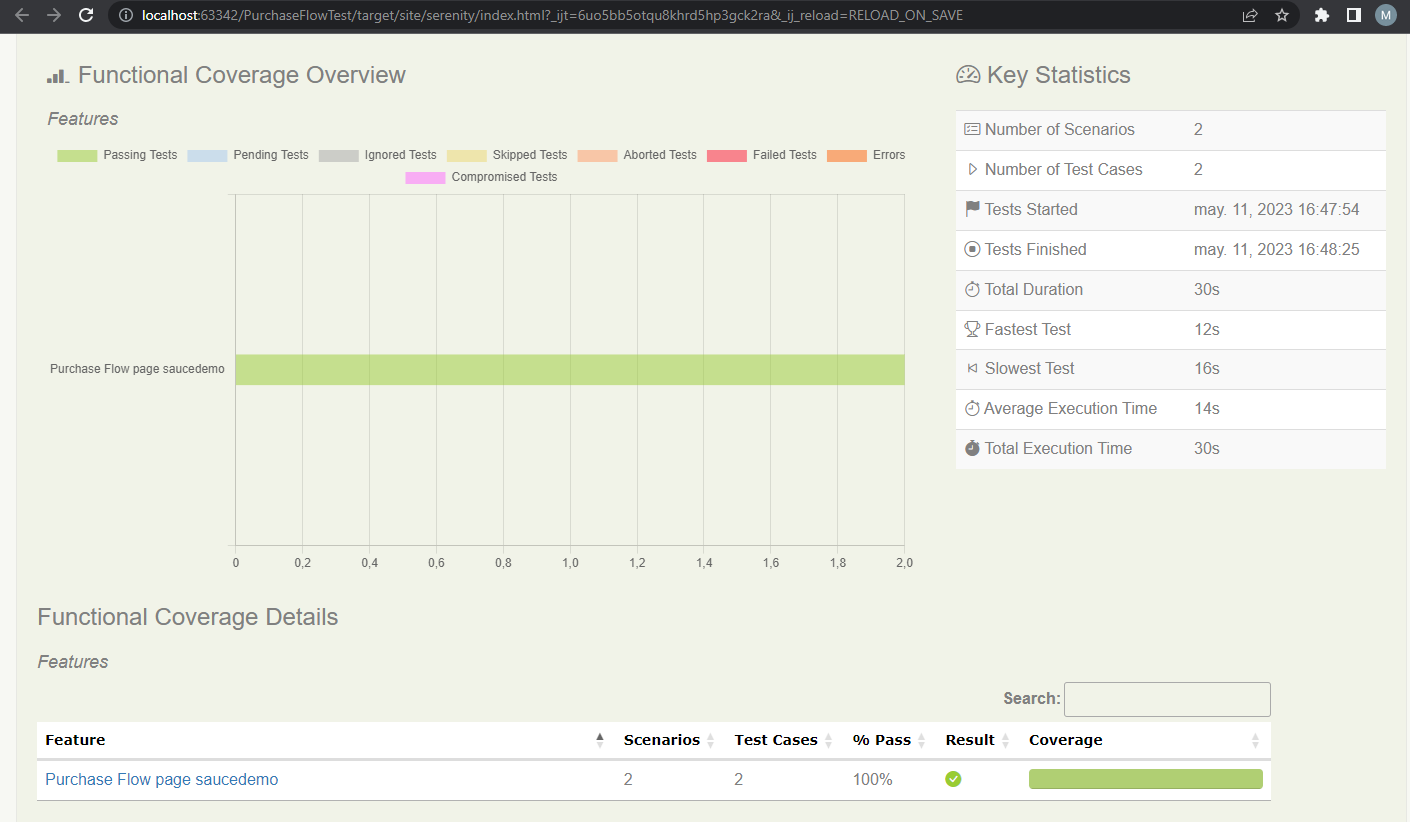 localhost:63342/PurchaseFlowTest/target/site/serenity/index.html?_ijt=6uo5bb5otqu8khrd5hp3gck2ra&_ij_reload=RELOAD_ON_SAVE
M
Functional Coverage Overview
Features
Passing Tests Pending Tests Ignored Tests Skipped Tests Aborted Tests Failed Tests Errors
Compromised Tests
Purchase Flow page saucedemo
0 0,2 0,4 0,6 0,8 1,0 1,2 1,4 1,6 1,8 2,0
Key Statistics
Number of Scenarios 2
Number of Test Cases 2
Tests Started may. 11, 2023 16:47:54
Tests Finished may. 11, 2023 16:48:25
Total Duration 30s
Fastest Test 12s
Slowest Test 16s
Average Execution Time 14s
Total Execution Time 30s
Functional Coverage Details
Features
Search:
Feature Scenarios Test Cases % Pass Result Coverage
Purchase Flow page saucedemo 2 2 100%